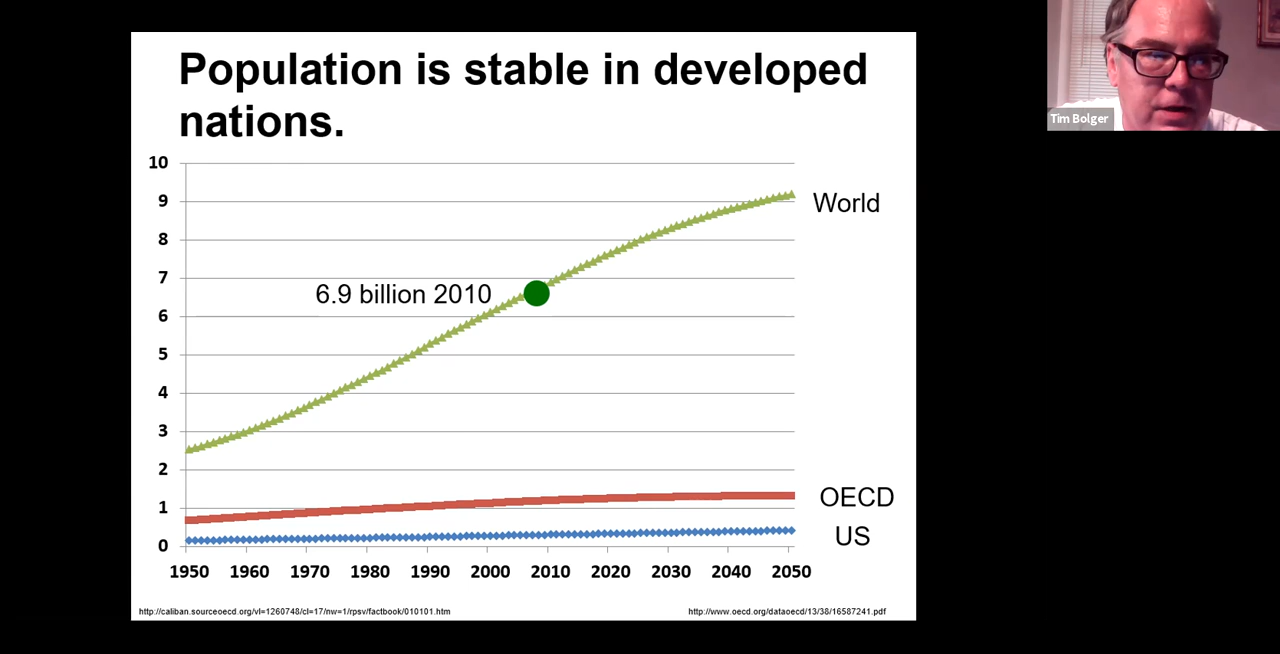 Population is stable in developed
nations.
Tim Bolger
10
9
8
7
6
5
4
3
2
1
0
World
6.9 billion 2010
OECD
US
1950 1960 1970 1980 1990 2000 2010 2020 2030 2040 2050
http://caliban.sourceoecd.org/vl=1260748/cl=17/nw=1/rpsv/factbook/010101.htm
http://www.oecd.org/dataoecd/13/38/16587241.pdf